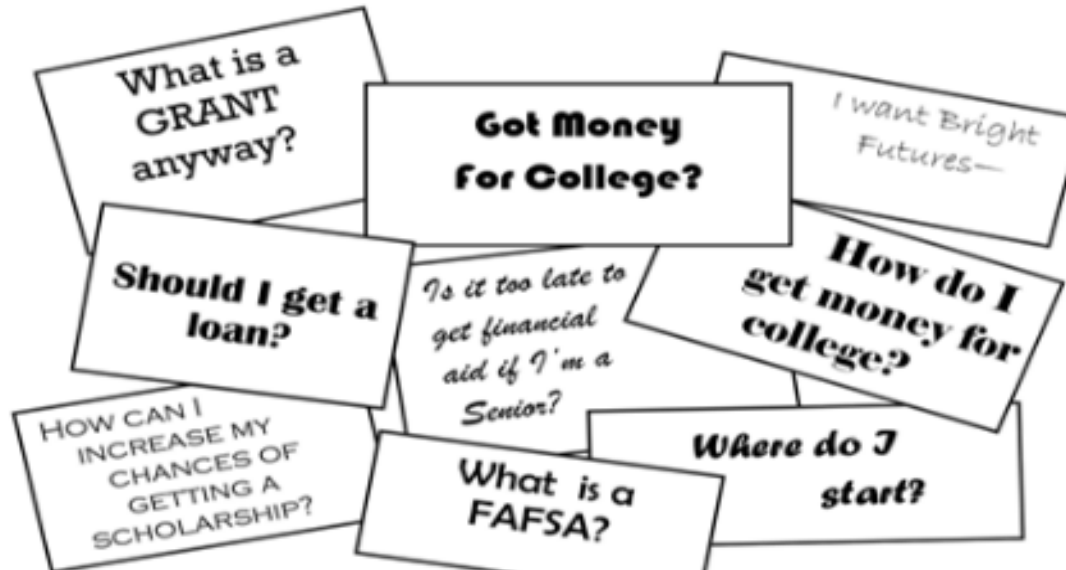 What is a
GRANT
anyway?
Got Money
For College?
I want Bright
Futures—
Should I get a
loan?
Is it too late to
get financial
aid if I'm a
Senior?
How do I
get money for
college?
HOW CAN I
INCREASE MY
CHANCES OF
GETTING A
SCHOLARSHIP?
What is a
FAFSA?
Where do I
start?